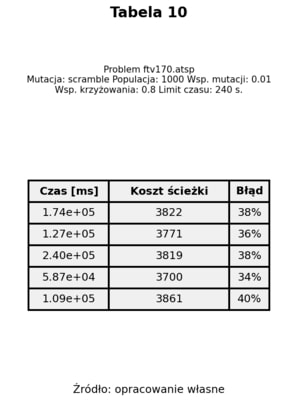 Tabela 10
Problem ftv170.atsp
Mutacja: scramble Populacja: 1000 Wsp. mutacji: 0.01
Wsp. krzyżowania: 0.8 Limit czasu: 240 s.
Czas [ms] Koszt ścieżki Błąd
1.74e+05 3822 38%
1.27e+05 3771 36%
2.40e+05 3819 38%
5.87e+04 3700 34%
1.09e+05 3861 40%
Źródło: opracowanie własne